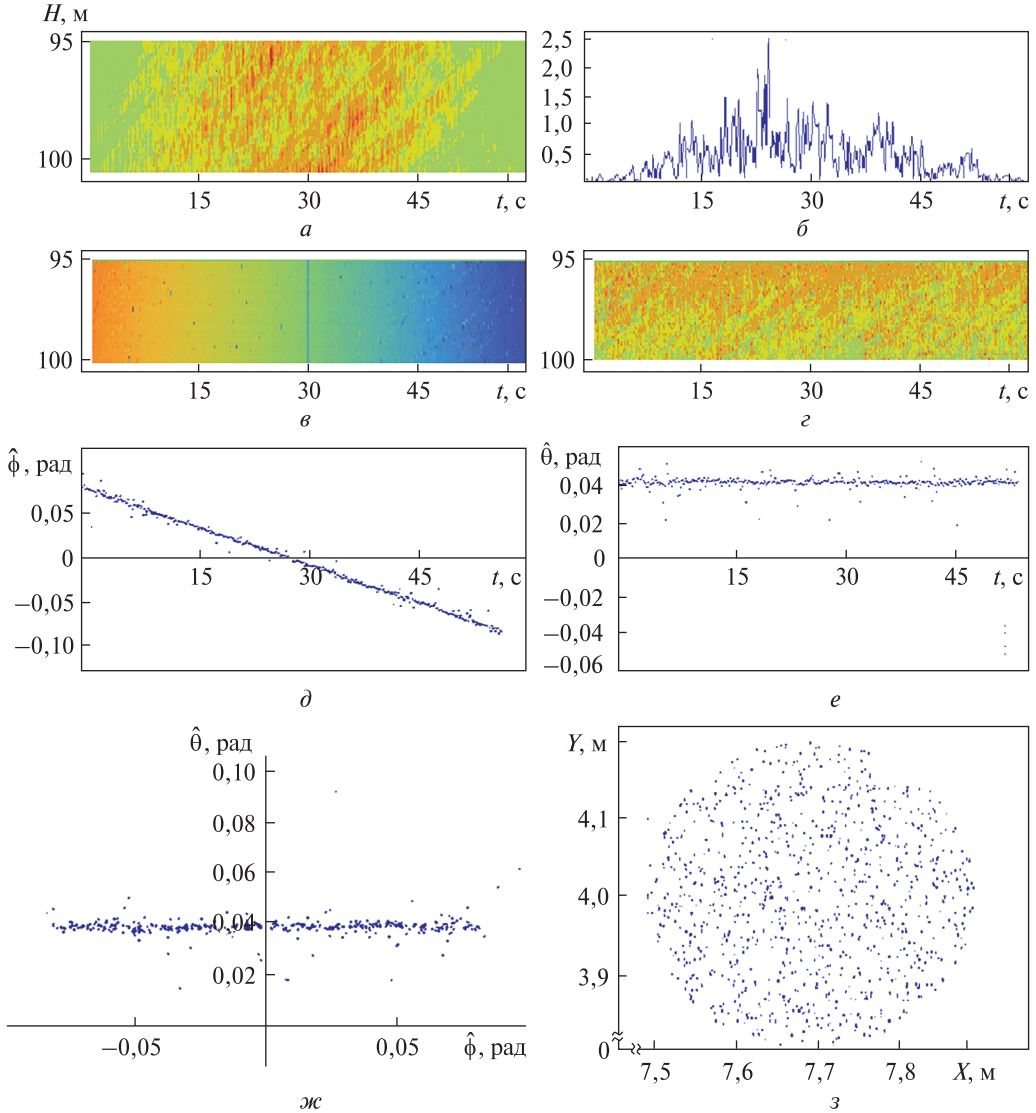 H, м
95
100
15 30 45 t, с
а
2,5
2,0
1,5
1,0
0,5
15 30 45 t, с
б
95
100
15 30 45 t, с
в
95
100
15 30 45 t, с
г
ϕ̂, рад
0,05
0
−0,05
−0,10
15 30 45 t, с
д
θ̂, рад
0,04
0,02
0
−0,02
−0,04
−0,06
15 30 45 t, с
е
θ̂, рад
0,10
0,08
0,06
0,04
0,02
−0,05 0,05 ϕ̂, рад
ж
Y, м
4,1
4,0
3,9
0
7,5 7,6 7,7 7,8 X, м
з